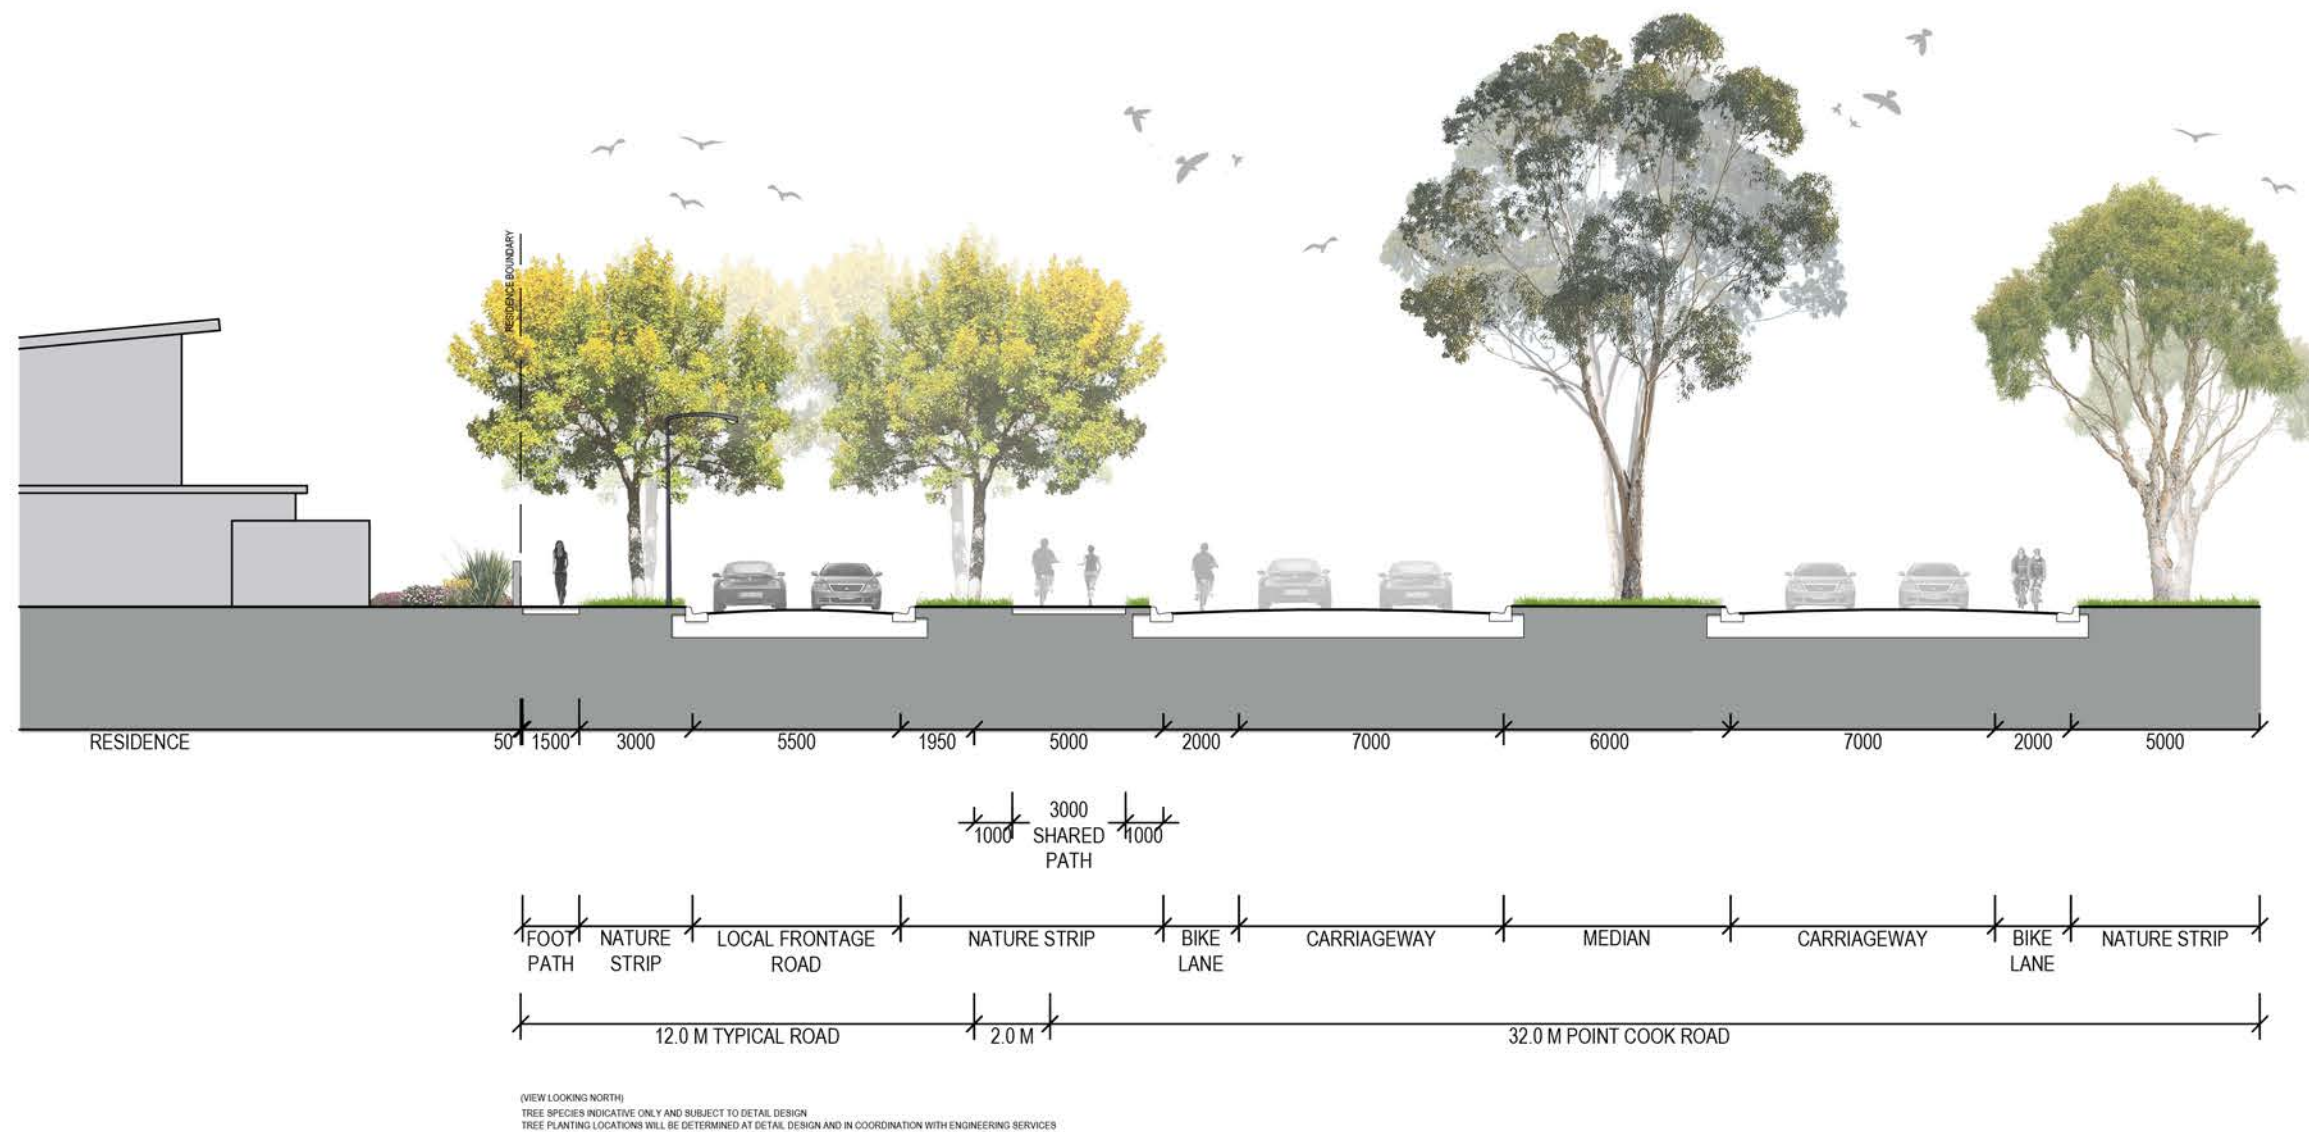 RESIDENCE BOUNDARY
RESIDENCE 50 1500 3000 5500 1950 5000 2000 7000 6000 7000 2000 5000
3000
1000 SHARED 1000
PATH
FOOT PATH
NATURE STRIP
LOCAL FRONTAGE ROAD
NATURE STRIP
BIKE LANE
CARRIAGEWAY
MEDIAN
CARRIAGEWAY
BIKE LANE
NATURE STRIP
12.0 M TYPICAL ROAD 2.0 M 32.0 M POINT COOK ROAD
(VIEW LOOKING NORTH)
TREE SPECIES INDICATIVE ONLY AND SUBJECT TO DETAIL DESIGN
TREE PLANTING LOCATIONS WILL BE DETERMINED AT DETAIL DESIGN AND IN COORDINATION WITH ENGINEERING SERVICES